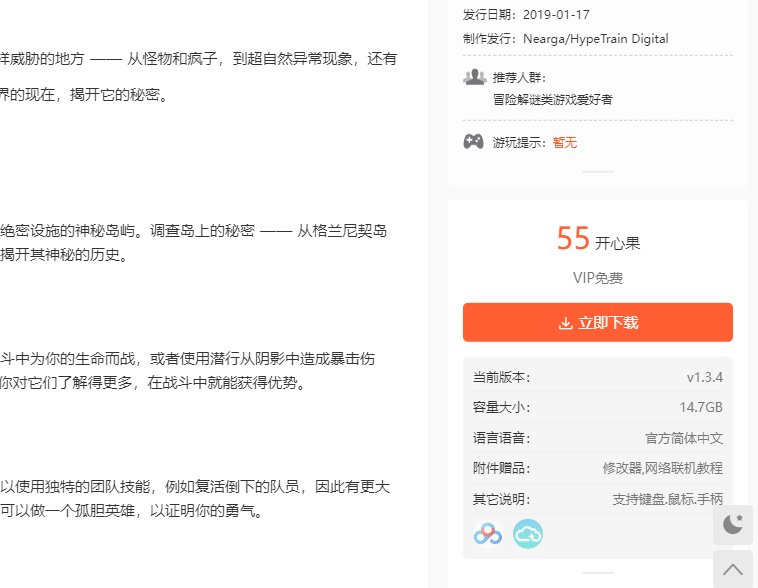 样威胁的地方 —— 从怪物和疯子，到超自然异常现象，还有
界的现在，揭开它的秘密。
绝密设施的神秘岛屿。调查岛上的秘密 —— 从格兰尼契岛
揭开其神秘的历史。
斗中为你的生命而战，或者使用潜行从阴影中造成暴击伤
你对它们了解得更多，在战斗中就能获得优势。
以使用独特的团队技能，例如复活倒下的队员，因此有更大
可以做一个孤胆英雄，以证明你的勇气。
发行日期：2019-01-17
制作发行：Nearga/HypeTrain Digital
推荐人群：
冒险解谜类游戏爱好者
游玩提示：暂无
55 开心果
VIP免费
立即下载
当前版本： v1.3.4
容量大小： 14.7GB
语言语音： 官方简体中文
附件赠品： 修改器,网络联机教程
其它说明： 支持键盘.鼠标.手柄